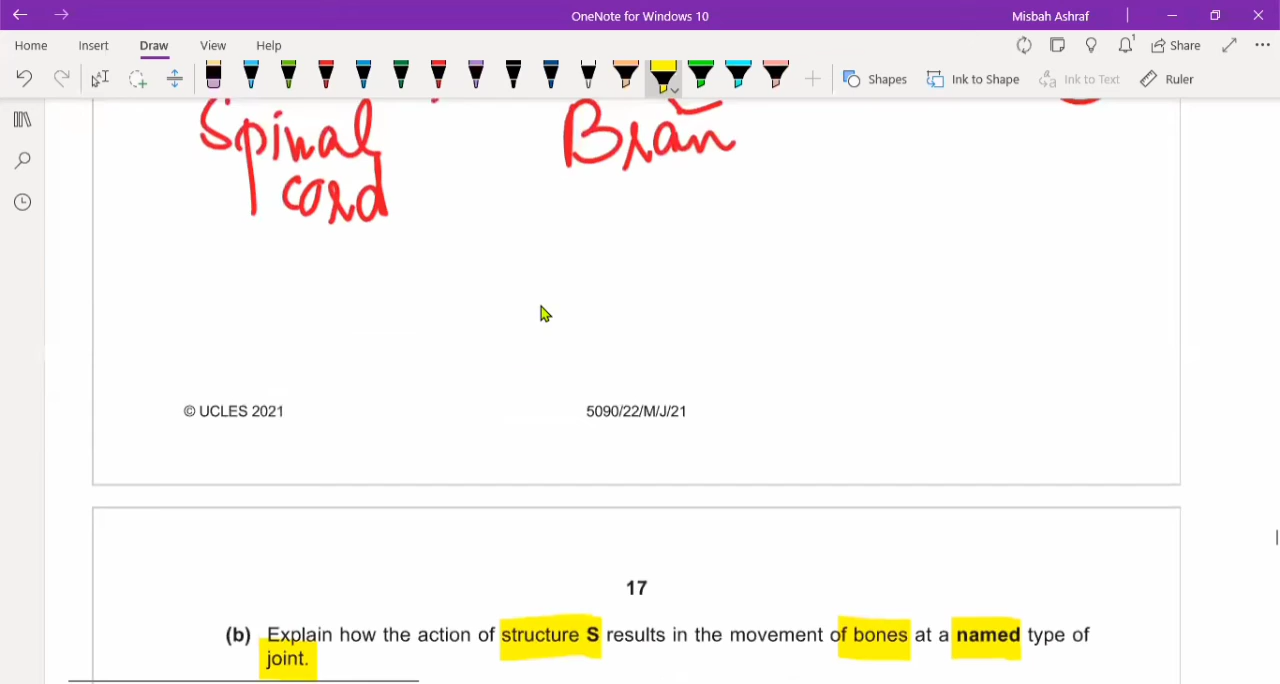 OneNote for Windows 10
Misbah Ashraf
Home Insert Draw View Help
1
Share
Shapes
Ink to Shape
Ink to Text
Ruler
Spinal
cord
Brain
© UCLES 2021
5090/22/M/J/21
17
(b) Explain how the action of structure S results in the movement of bones at a named type of
joint.